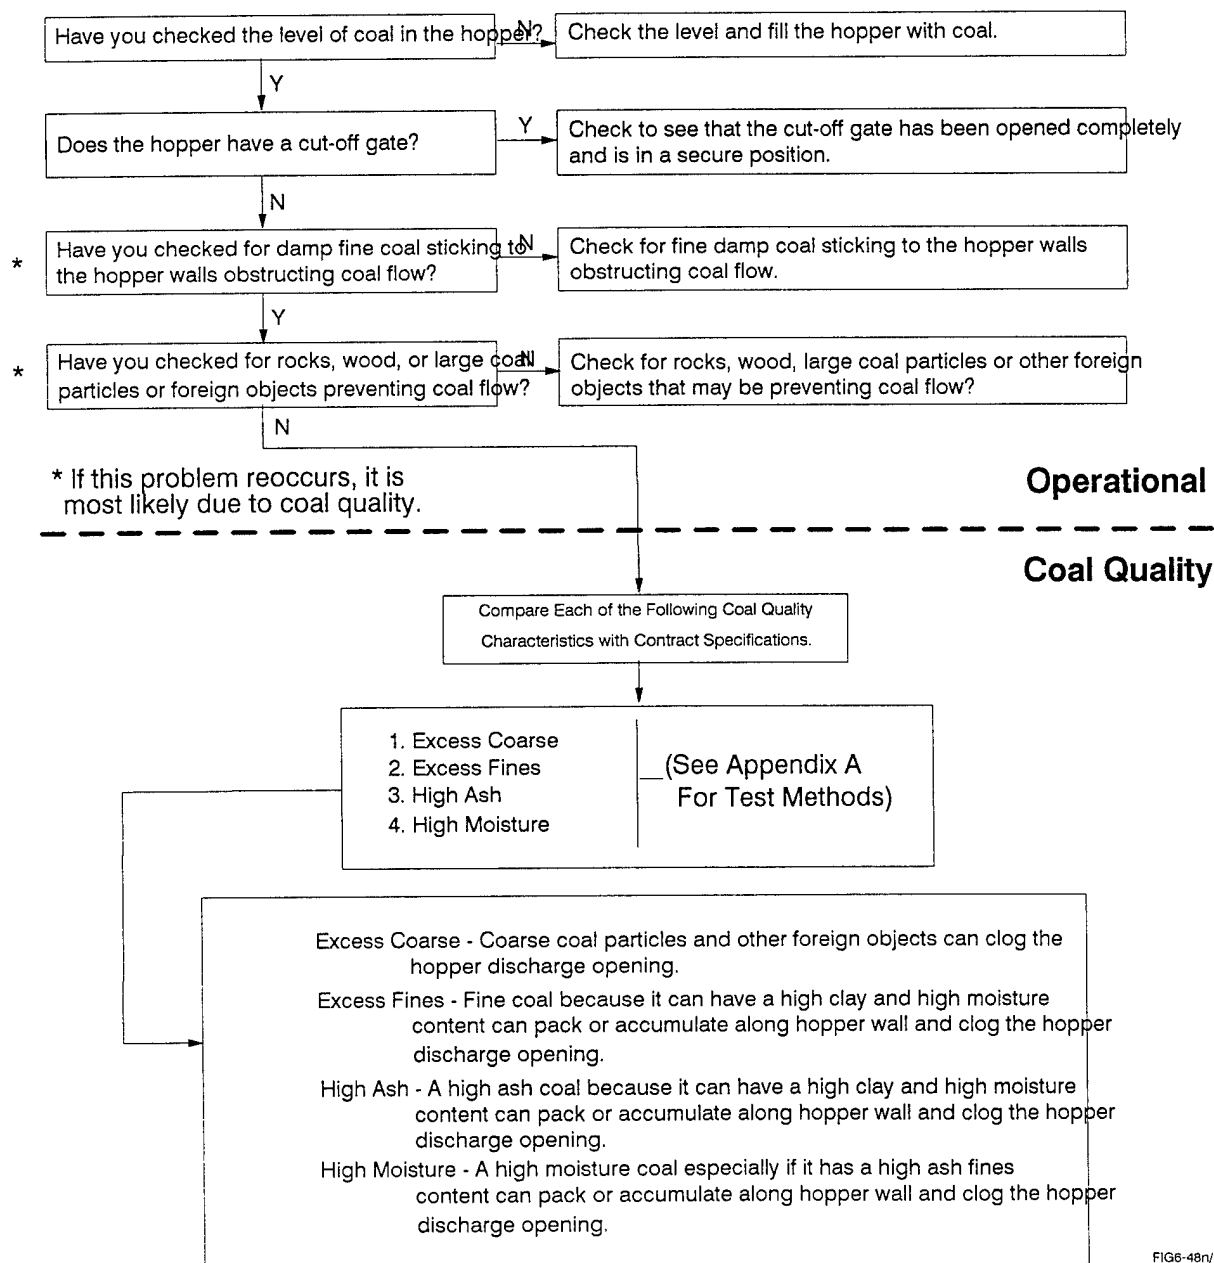 Have you checked the level of coal in the hopper?
N
Check the level and fill the hopper with coal.
Y
Does the hopper have a cut-off gate?
Y
Check to see that the cut-off gate has been opened completely
and is in a secure position.
N
*
Have you checked for damp fine coal sticking to
the hopper walls obstructing coal flow?
N
Check for fine damp coal sticking to the hopper walls
obstructing coal flow.
Y
*
Have you checked for rocks, wood, or large coal
particles or foreign objects preventing coal flow?
N
Check for rocks, wood, large coal particles or other foreign
objects that may be preventing coal flow?
N
* If this problem reoccurs, it is
most likely due to coal quality.
Operational
Coal Quality
Compare Each of the Following Coal Quality
Characteristics with Contract Specifications.
1. Excess Coarse
2. Excess Fines
3. High Ash
4. High Moisture
(See Appendix A
For Test Methods)
Excess Coarse - Coarse coal particles and other foreign objects can clog the
hopper discharge opening.
Excess Fines - Fine coal because it can have a high clay and high moisture
content can pack or accumulate along hopper wall and clog the hopper
discharge opening.
High Ash - A high ash coal because it can have a high clay and high moisture
content can pack or accumulate along hopper wall and clog the hopper
discharge opening.
High Moisture - A high moisture coal especially if it has a high ash fines
content can pack or accumulate along hopper wall and clog the hopper
discharge opening.
FIG6-48n/